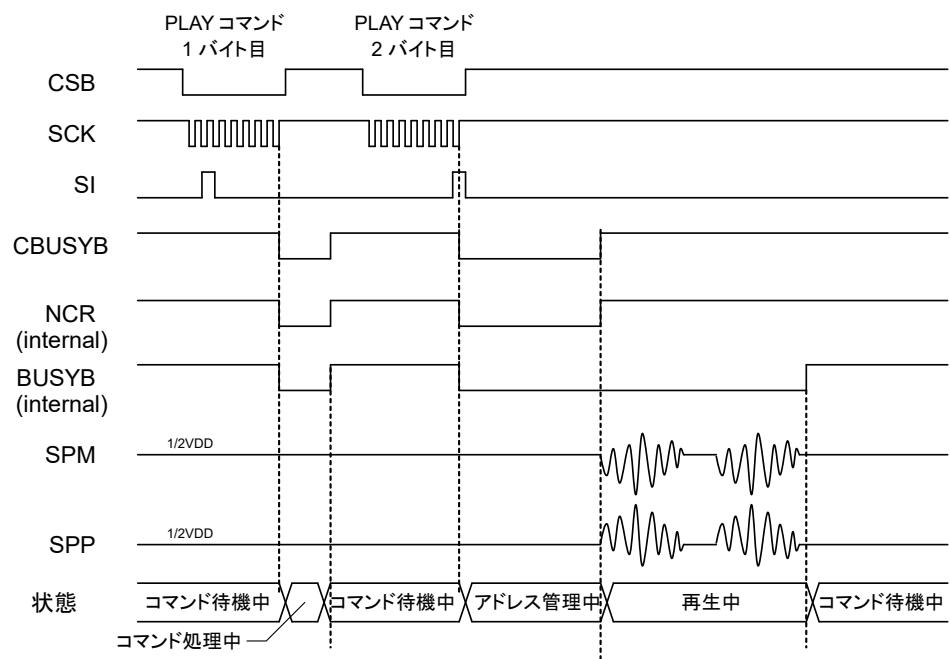 PLAY コマンド
1 バイト目
PLAY コマンド
2 バイト目
CSB
SCK
SI
CBUSYB
NCR
(internal)
BUSYB
(internal)
SPM
1/2VDD
SPP
1/2VDD
状態
コマンド待機中
コマンド待機中
アドレス管理中
再生中
コマンド待機中
コマンド処理中